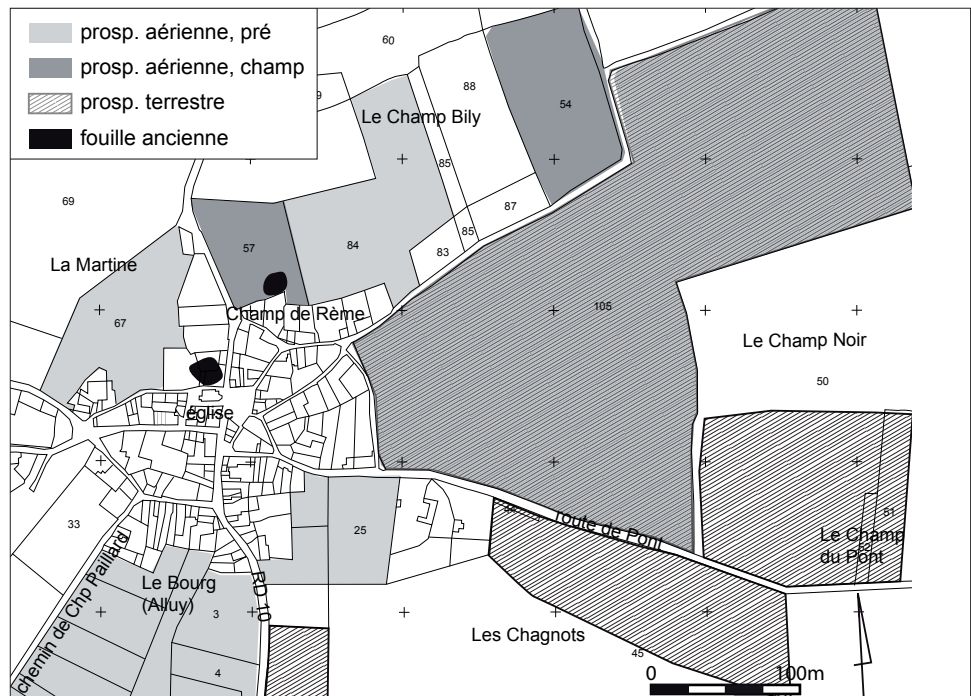 prosp. aérienne, pré
prosp. aérienne, champ
prosp. terrestre
fouille ancienne
60
9
88
54
Le Champ Bily
85
69
87
57
84
85
83
La Martine
67
Champ de Rème
105
Le Champ Noir
50
église
33
25
route de Pont
51
Le Champ
du Pont
chemin de Chp Paillard
Le Bourg
(Alluy)
RD 10
3
4
Les Chagnots
45
0
100m